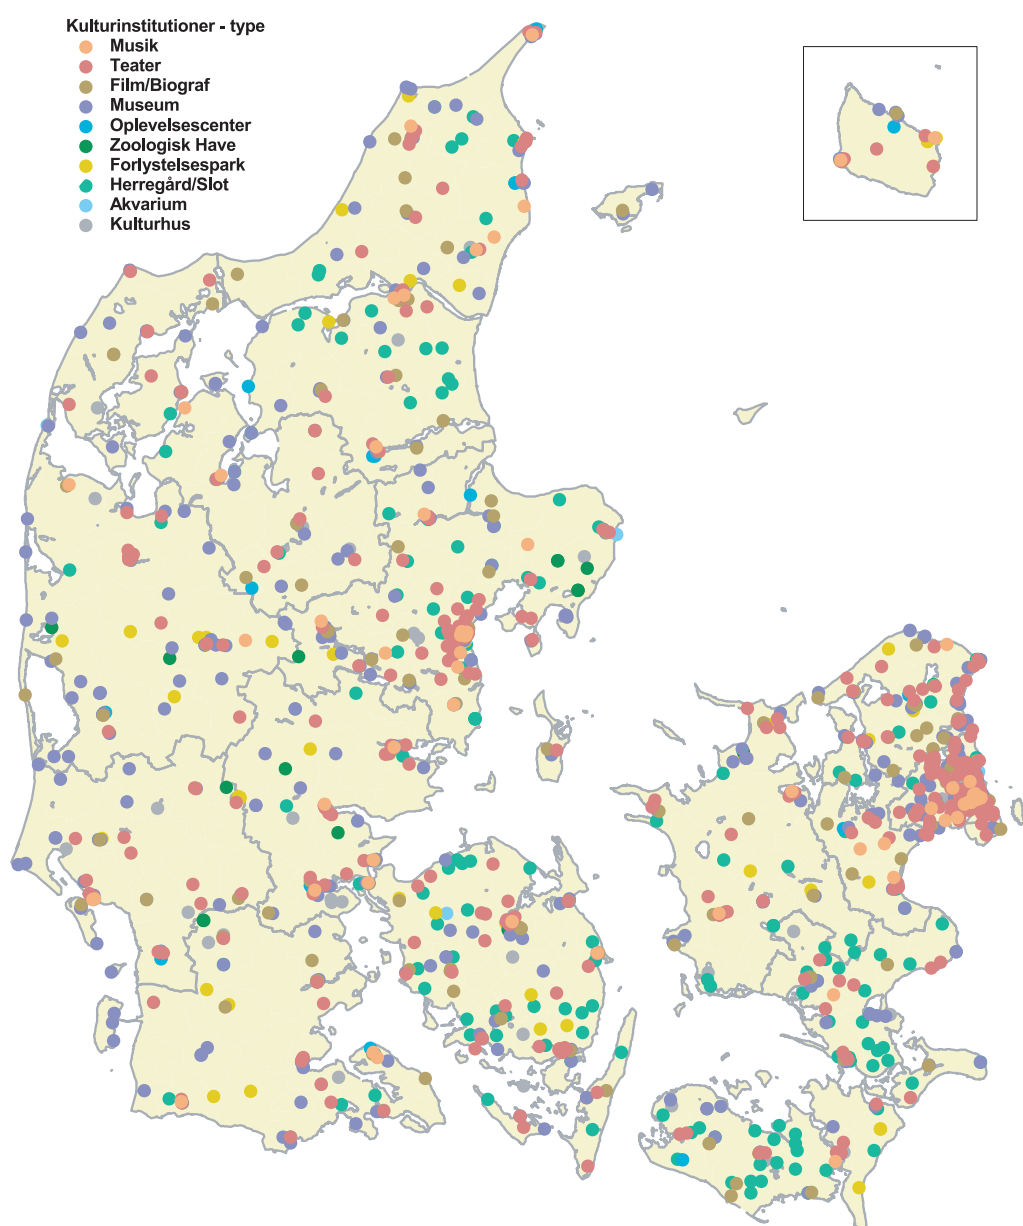 Kulturinstitutioner - type
Musik
Teater
Film/Biograf
Museum
Oplevelsescenter
Zoologisk Have
Forlystelsespark
Herregård/Slot
Akvarium
Kulturhus